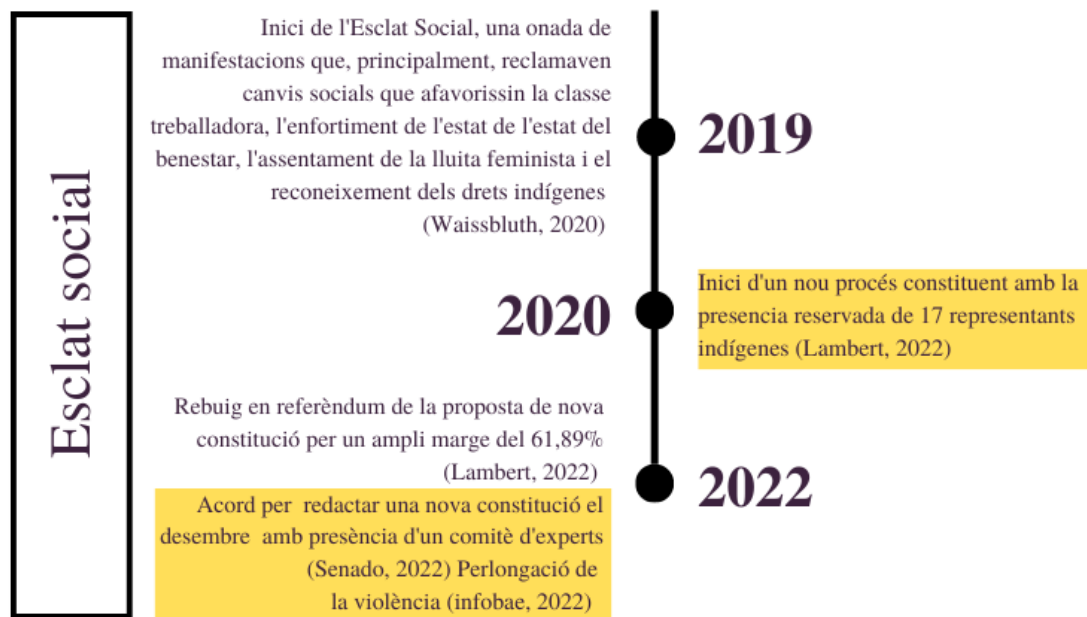 Esclat social
Inici de l'Esclat Social, una onada de
manifestacions que, principalment, reclamaven
canvis socials que afavorissin la classe
treballadora, l'enfortiment de l'estat de l'estat del
benestar, l'assentament de la lluita feminista i el
reconeixement dels drets indígenes
(Waissbluth, 2020)
2019
2020
Inici d'un nou procés constituent amb la
presencia reservada de 17 representants
indígenes (Lambert, 2022)
Rebuig en referèndum de la proposta de nova
constitució per un ampli marge del 61,89%
(Lambert, 2022)
Acord per redactar una nova constitució el
desembre amb presència d'un comitè d'experts
(Senado, 2022) Perlongació de
la violència (infobae, 2022)
2022